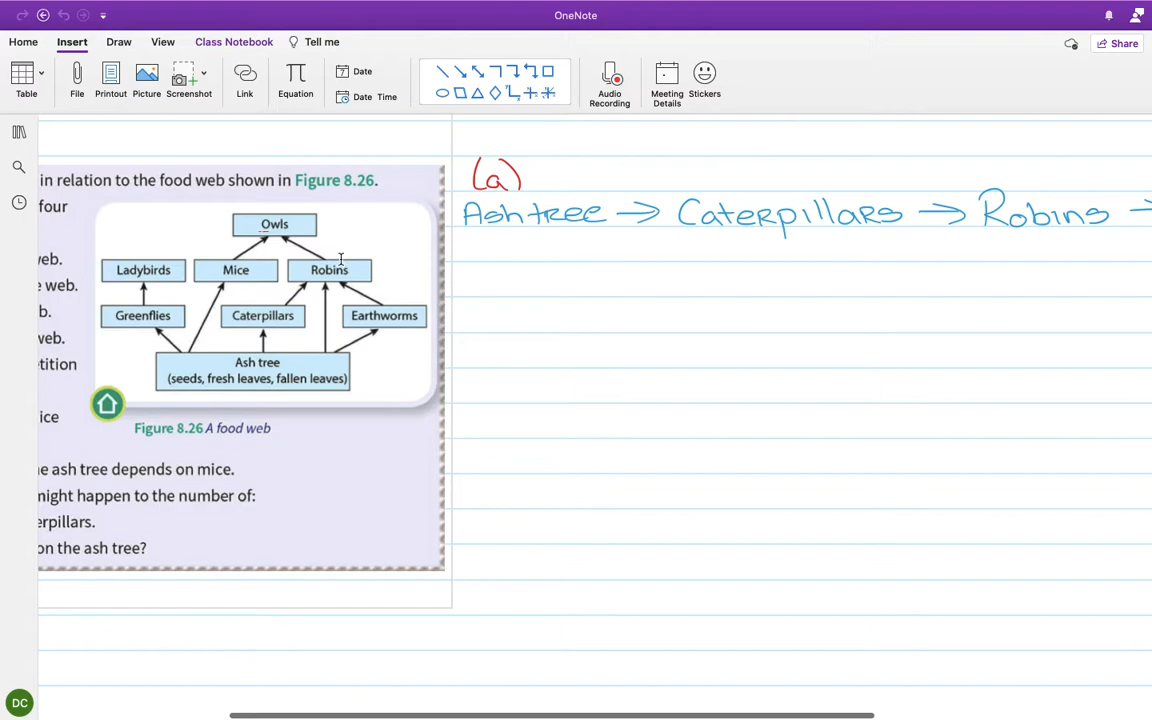 OneNote
Home Insert Draw View Class Notebook Tell me
Share
Table File Printout Picture Screenshot Link Equation Date Date Time Audio Recording Meeting Details Stickers
in relation to the food web shown in Figure 8.26.
four
web.
e web.
b.
web.
tition
ice
Owls
Ladybirds Mice Robins
Greenflies Caterpillars Earthworms
Ash tree
(seeds, fresh leaves, fallen leaves)
Figure 8.26 A food web
e ash tree depends on mice.
might happen to the number of:
erpillars.
on the ash tree?
(a)
Ash tree → Caterpillars → Robins →
DC